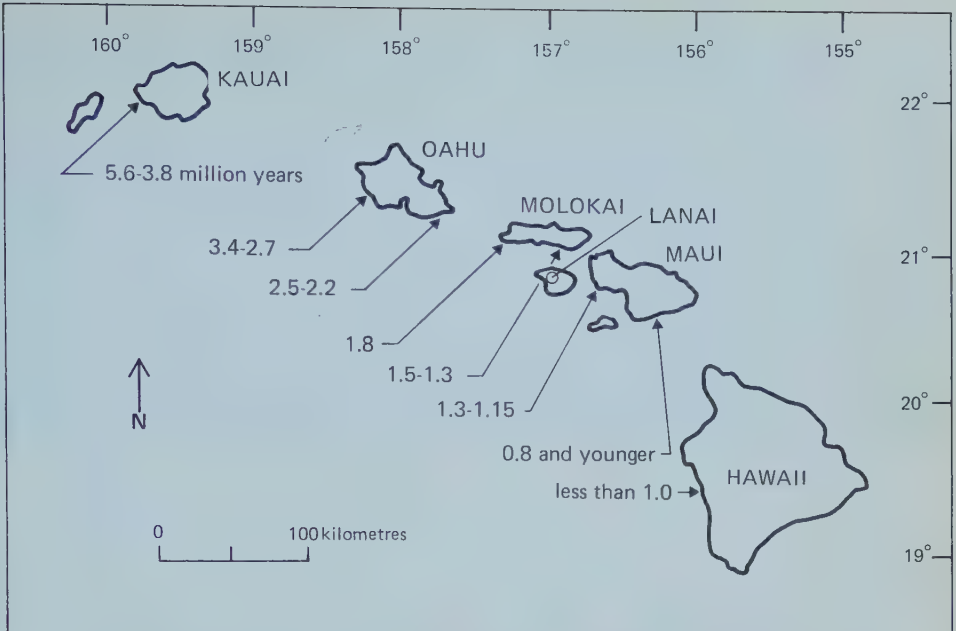 160° 159° 158° 157° 156° 155°
KAUAI
22°
OAHU
5.6-3.8 million years
MOLOKAI
LANAI
3.4-2.7
MAUI
2.5-2.2
21°
1.8
1.5-1.3
1.3-1.15
20°
N
0.8 and younger
HAWAII
less than 1.0
0 100 kilometres
19°